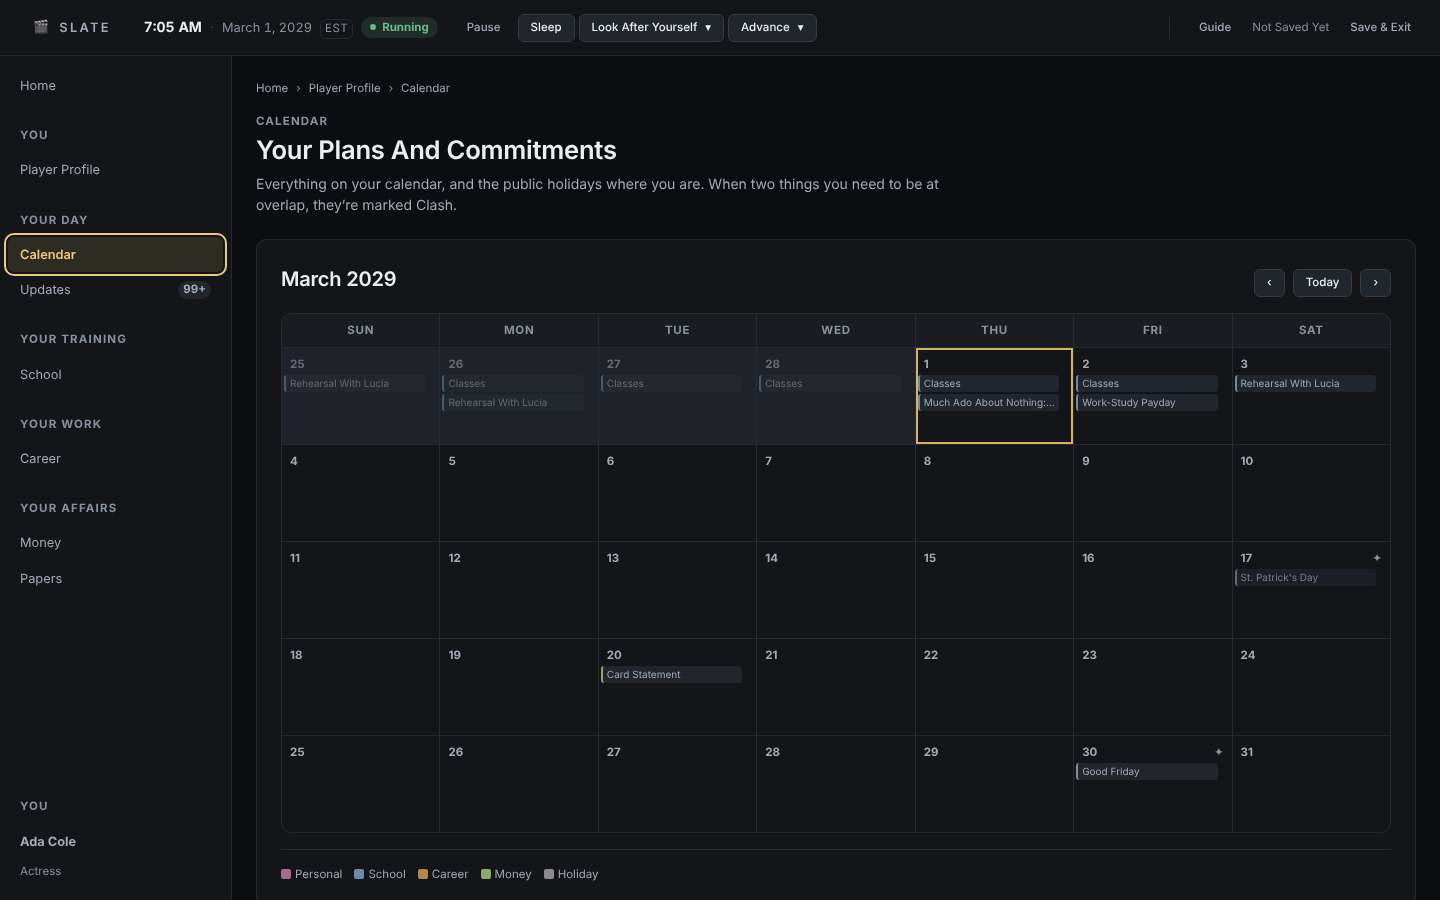 SLATE
7:05 AM · March 1, 2029 EST Running Pause Sleep Look After Yourself ▾ Advance ▾ Guide Not Saved Yet Save & Exit
Home
YOU
Player Profile
YOUR DAY
Calendar
Updates 99+
YOUR TRAINING
School
YOUR WORK
Career
YOUR AFFAIRS
Money
Papers
YOU
Ada Cole
Actress
Home › Player Profile › Calendar
CALENDAR
Your Plans And Commitments
Everything on your calendar, and the public holidays where you are. When two things you need to be at
overlap, they're marked Clash.
March 2029
‹ Today ›
SUN MON TUE WED THU FRI SAT
25 26 27 28 1 2 3
Rehearsal With Lucia Classes Classes Classes Classes Classes Rehearsal With Lucia
Rehearsal With Lucia Much Ado About Nothing:... Work-Study Payday
4 5 6 7 8 9 10
11 12 13 14 15 16 17 ✦
St. Patrick's Day
18 19 20 21 22 23 24
Card Statement
25 26 27 28 29 30 ✦ 31
Good Friday
Personal School Career Money Holiday